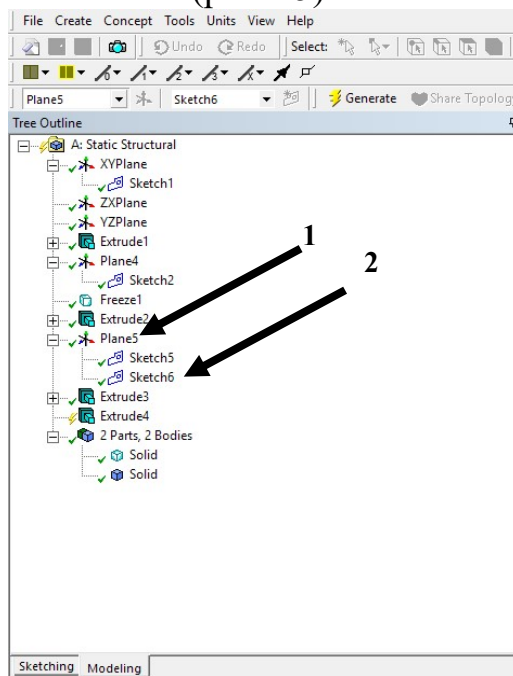 File Create Concept Tools Units View Help
Undo Redo Select:
Plane5 Sketch6 Generate Share Topology
Tree Outline
A: Static Structural
XYPlane
Sketch1
ZXPlane
YZPlane
Extrude1
1
Plane4
2
Sketch2
Freeze1
Extrude2
Plane5
Sketch5
Sketch6
Extrude3
Extrude4
2 Parts, 2 Bodies
Solid
Solid
Sketching Modeling